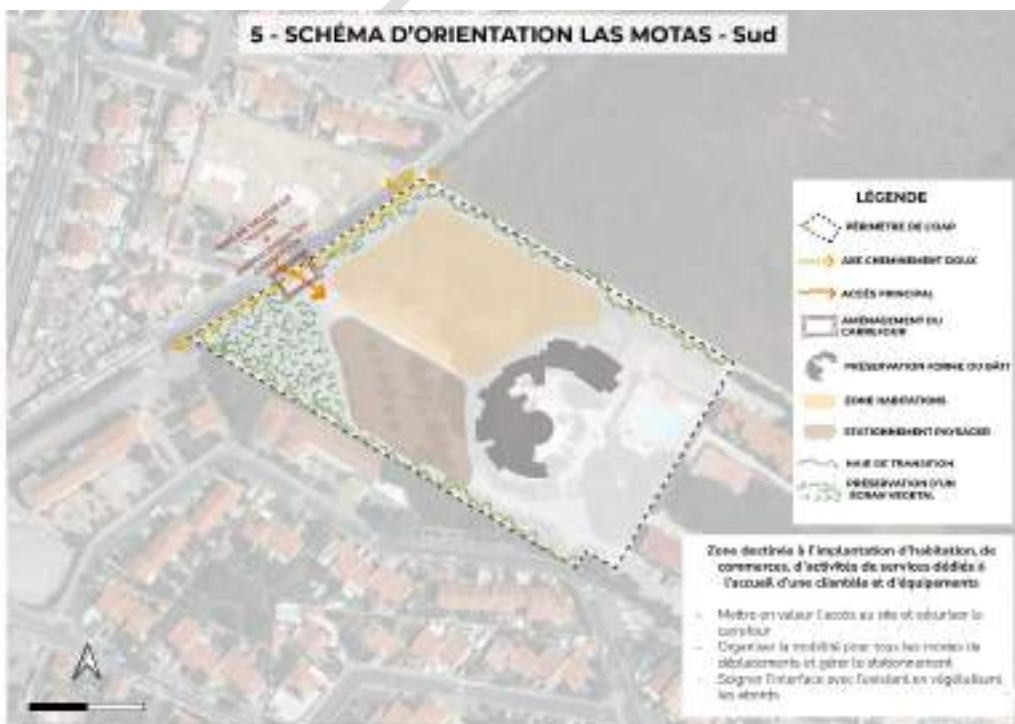 5 - SCHÉMA D'ORIENTATION LAS MOTAS - Sud
LÉGENDE
PÉRIMÈTRE DE L'OAP
AXE CHEMINEMENT DOUX
ACCÈS PRINCIPAL
AMÉNAGEMENT DU
CARREFOUR
PRÉSERVATION FORME DU BÂTI
ZONE HABITATIONS
STATIONNEMENT PAYSAGER
HAIE DE TRANSITION
PRÉSERVATION D'UN
ÉCRAN VEGETAL
Zone destinée à l'implantation d'habitation, de
commerces, d'activités de services dédiés à
l'accueil d'une clientèle et d'équipements
- Mettre en valeur l'accès au site et sécuriser le
carrefour
- Organiser la mobilité pour tous les modes de
déplacements et gérer le stationnement
- Soigner l'interface avec l'existant en végétalisant
les abords